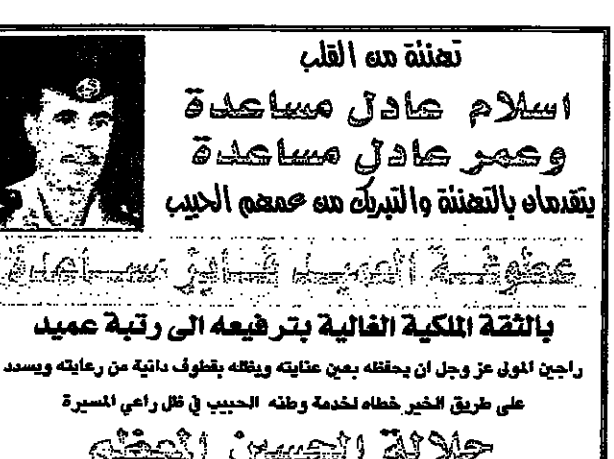 تهنئة من القلب
اسلام عادل مساعدة
وعمر عادل مساعدة
يتقدمان بالتهنئة والتبريك من عمهم الحبيب
عطوفة العميد فايز مساعدة
بالثقة الملكية الغالية بترفيعه الى رتبة عميد
راجين المولى عز وجل ان يحفظه بعين عنايته ويظله بقطوف دانية من رعايته ويسدد
على طريق الخير خطاه لخدمة وطنه الحبيب في ظل راعي المسيرة
جلالة الحسين المعظم